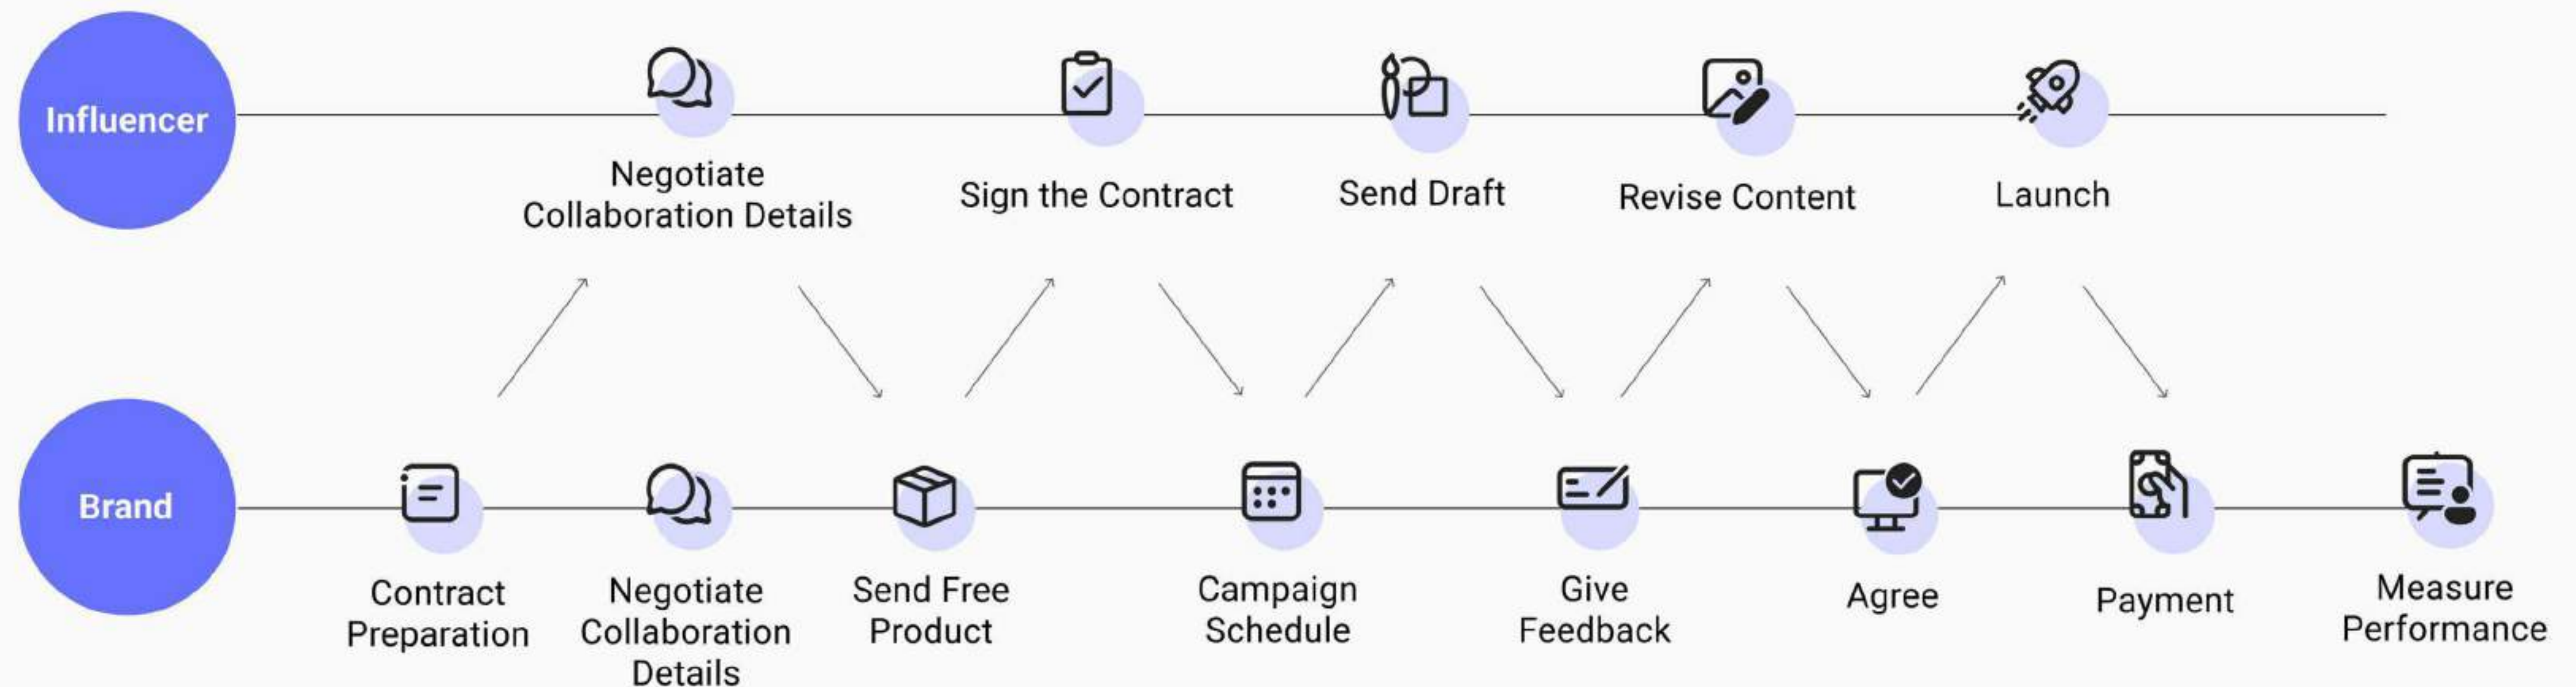 Influencer
Negotiate
Collaboration Details
Sign the Contract
Send Draft
Revise Content
Launch
Brand
Contract
Preparation
Negotiate
Collaboration
Details
Send Free
Product
Campaign
Schedule
Give
Feedback
Agree
Payment
Measure
Performance